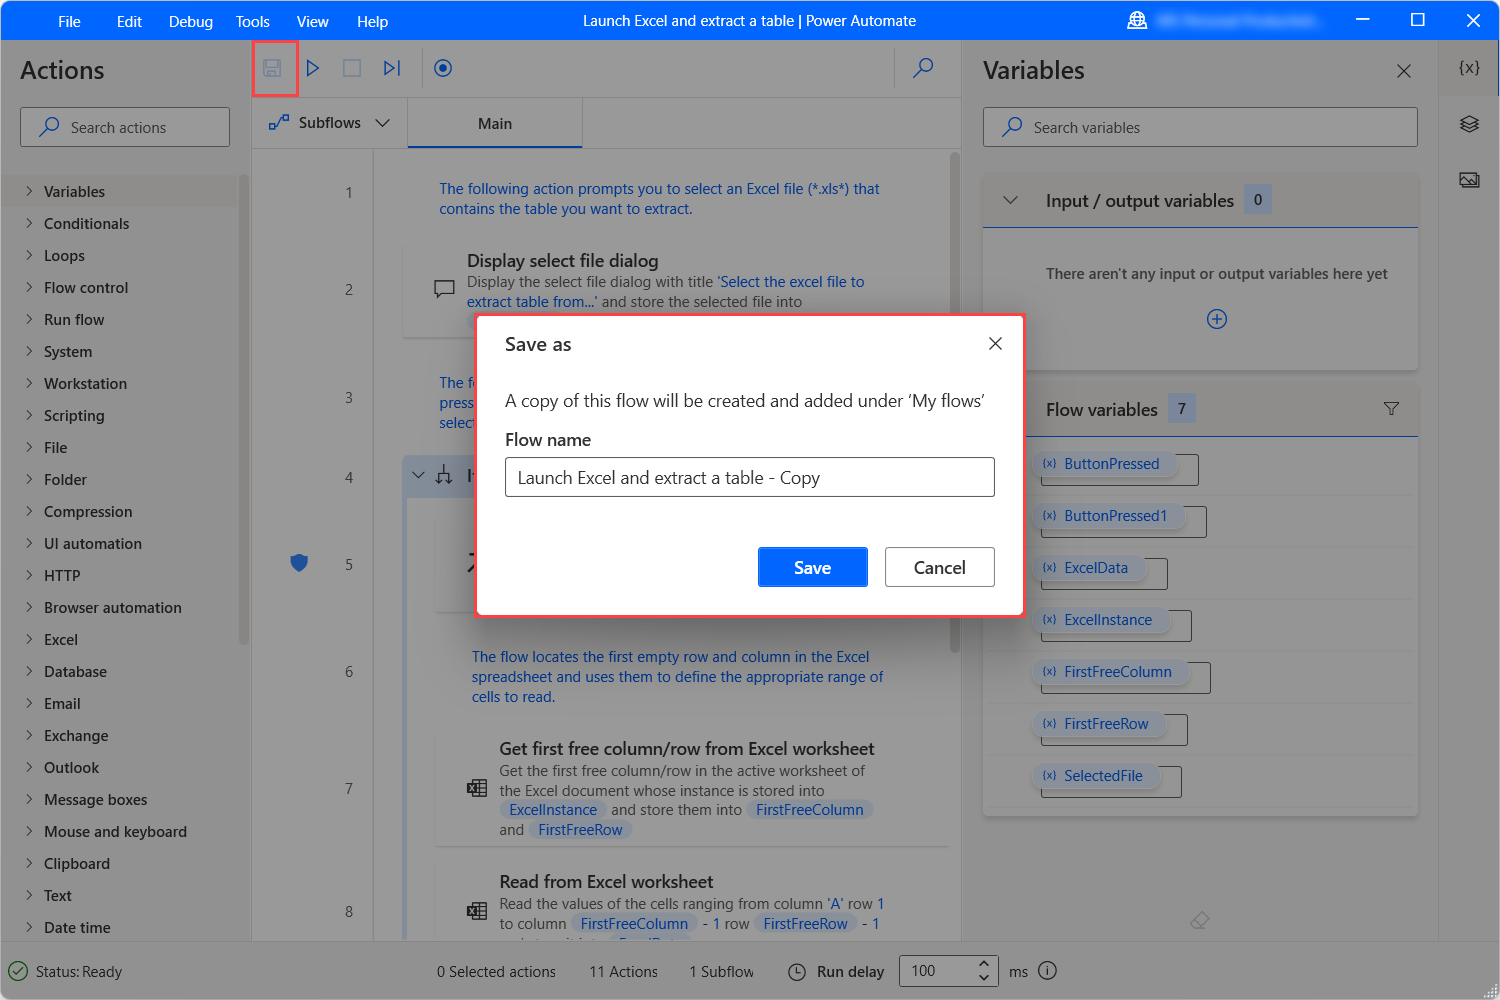 File Edit Debug Tools View Help
Launch Excel and extract a table | Power Automate
Actions
Search actions
Variables
Conditionals
Loops
Flow control
Run flow
System
Workstation
Scripting
File
Folder
Compression
UI automation
HTTP
Browser automation
Excel
Database
Email
Exchange
Outlook
Message boxes
Mouse and keyboard
Clipboard
Text
Date time
Subflows
Main
1
The following action prompts you to select an Excel file (*.xls*) that
contains the table you want to extract.
2
Display select file dialog
Display the select file dialog with title 'Select the excel file to
extract table from...' and store the selected file into
3
The f
press
selec
4
5
6
The flow locates the first empty row and column in the Excel
spreadsheet and uses them to define the appropriate range of
cells to read.
7
Get first free column/row from Excel worksheet
Get the first free column/row in the active worksheet of
the Excel document whose instance is stored into
ExcelInstance and store them into FirstFreeColumn
and FirstFreeRow
8
Read from Excel worksheet
Read the values of the cells ranging from column 'A' row 1
to column FirstFreeColumn - 1 row FirstFreeRow - 1
Save as
A copy of this flow will be created and added under ‘My flows’
Flow name
Launch Excel and extract a table - Copy
Save
Cancel
Variables
{x}
Search variables
Input / output variables 0
There aren't any input or output variables here yet
Flow variables 7
{x} ButtonPressed
{x} ButtonPressed1
{x} ExcelData
{x} ExcelInstance
{x} FirstFreeColumn
{x} FirstFreeRow
{x} SelectedFile
Status: Ready
0 Selected actions
11 Actions
1 Subflow
Run delay
100
ms